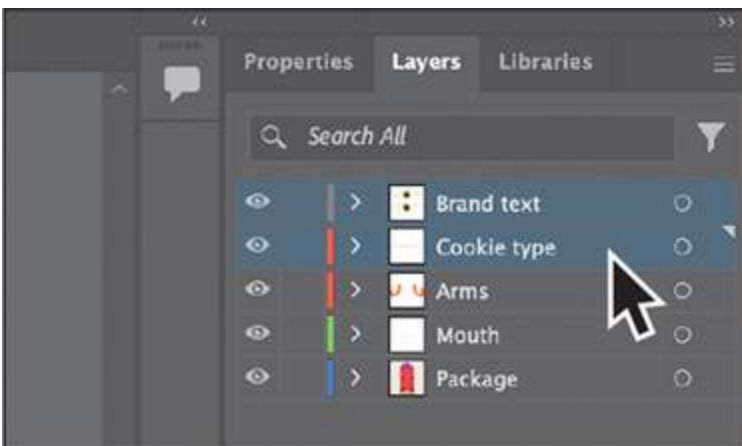 Properties Layers Libraries
Search All
Brand text
Cookie type
Arms
Mouth
Package